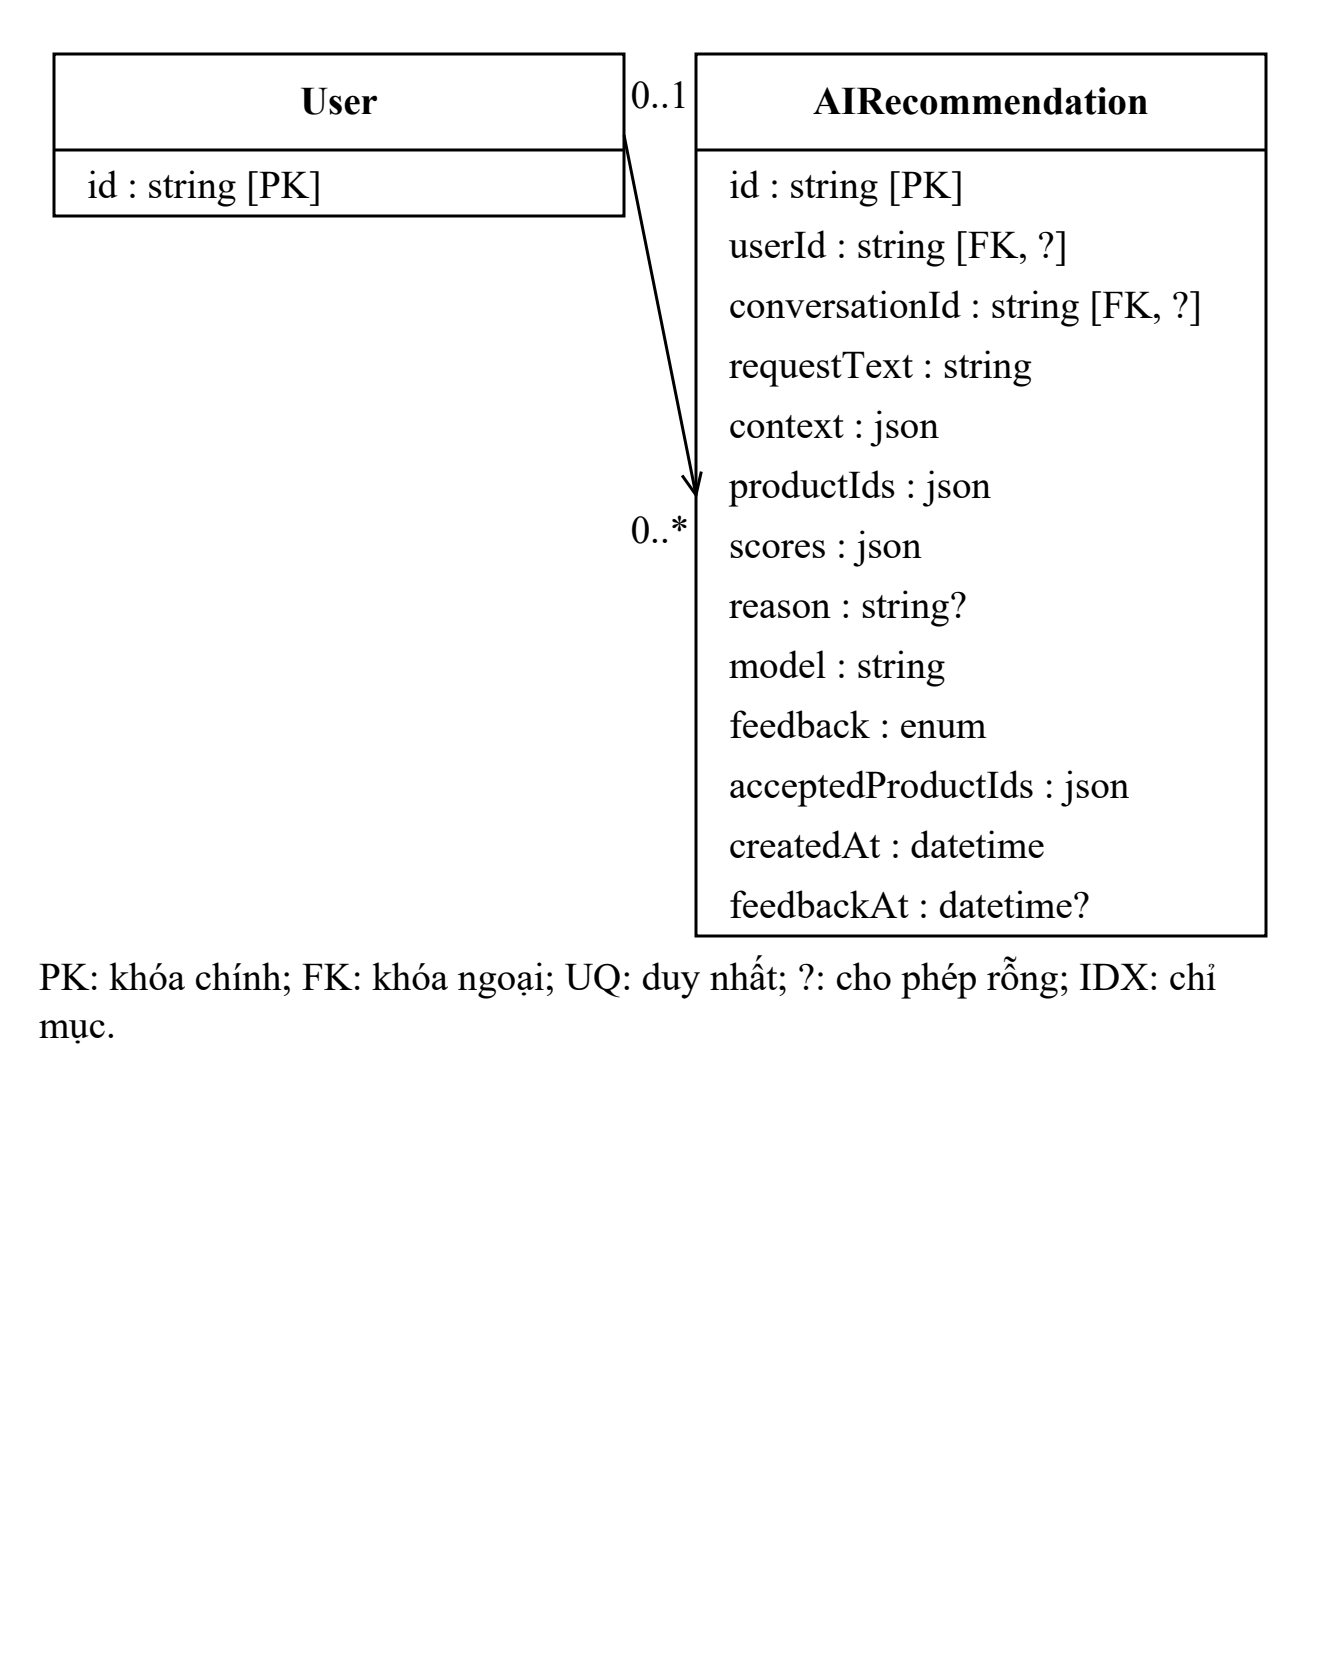 User
id : string [PK]
0..1
0..*
AIRecommendation
id : string [PK]
userId : string [FK, ?]
conversationId : string [FK, ?]
requestText : string
context : json
productIds : json
scores : json
reason : string?
model : string
feedback : enum
acceptedProductIds : json
createdAt : datetime
feedbackAt : datetime?
PK: khóa chính; FK: khóa ngoại; UQ: duy nhất; ?: cho phép rỗng; IDX: chỉ
mục.